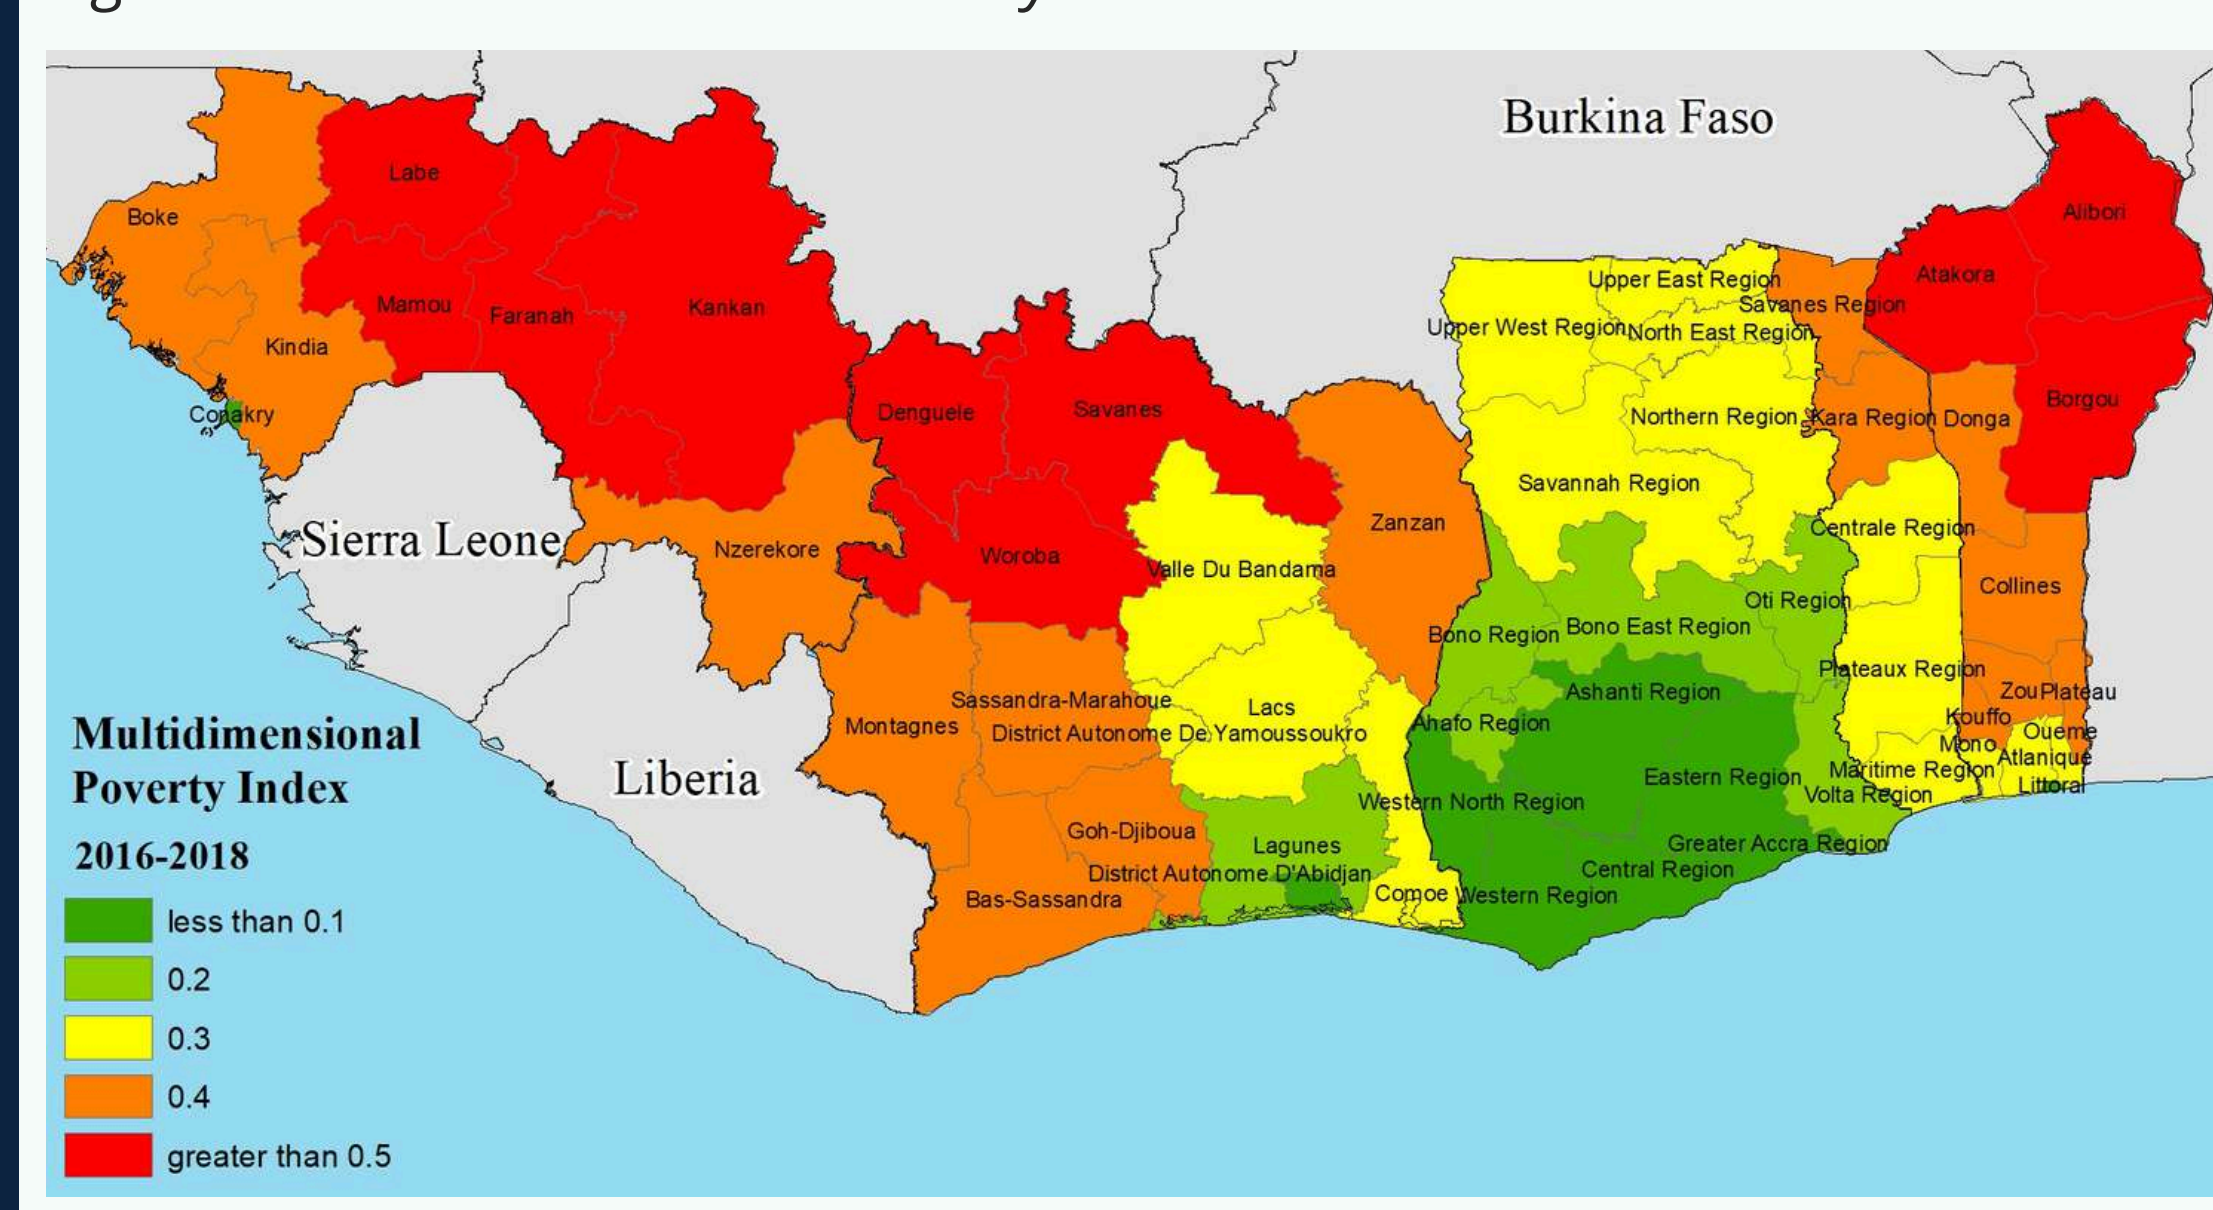 Burkina Faso
Labe
Alibori
Boke
Atakora
Upper East Region
Savanes Region
Mamou
Faranah
Kankan
Upper West Region
North East Region
Kindia
Borgou
Conakry
Denguele
Savanes
Northern Region
Kara Region
Donga
Savannah Region
Zanzan
Centrale Region
Sierra Leone
Nzerekore
Woroba
Valle Du Bandama
Collines
Oti Region
Bono Region
Bono East Region
Plateaux Region
Ashanti Region
Zou
Plateau
Sassandra-Marahoue
Lacs
Kouffo
Montagnes
District Autonome De Yamoussoukro
Ahafo Region
Oueme
Mono
Atlanique
Liberia
Eastern Region
Maritime Region
Littoral
Western North Region
Volta Region
Goh-Djiboua
Lagunes
Greater Accra Region
District Autonome D'Abidjan
Central Region
Bas-Sassandra
Comoe
Western Region
Multidimensional
Poverty Index
2016-2018
less than 0.1
0.2
0.3
0.4
greater than 0.5